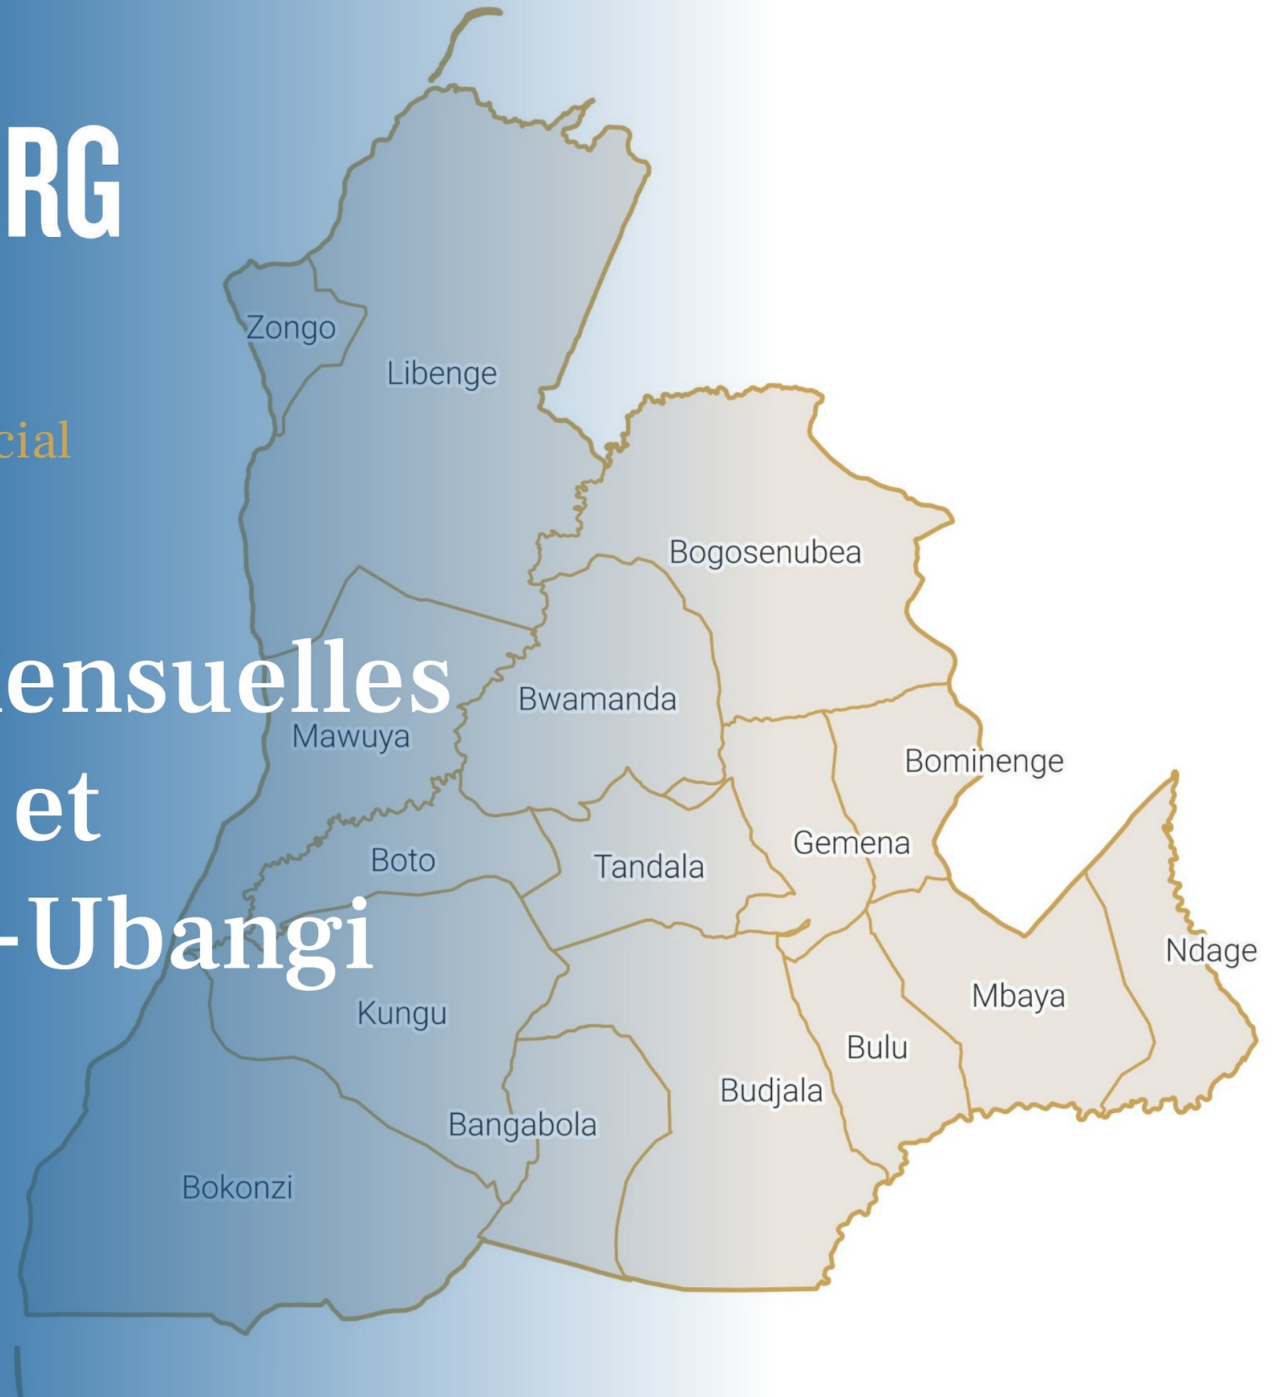 RG
Zongo
Libenge
cial
Bogosenubea
ensuelles
Bwamanda
Mawuya
Bominenge
et
Gemena
Boto
Tandala
-Ubangi
Ndage
Mbaya
Kungu
Bulu
Budjala
Bangabola
Bokonzi